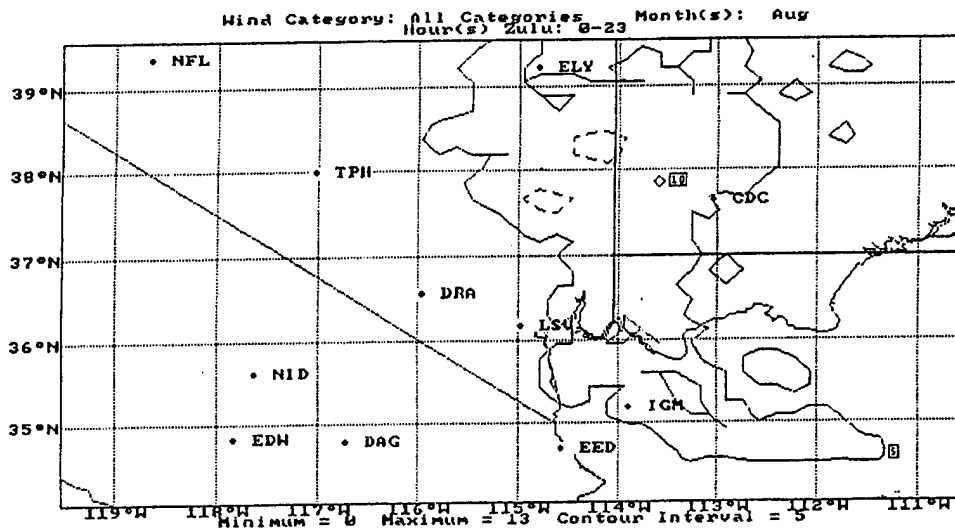 Wind Category: All Categories Month(s): Aug
Hour(s) Zulu: 0-23
NFL
ELY
39°N
TPH
38°N
10
CDC
37°N
DRA
LSV
36°N
NID
IGM
35°N
EDW
DAG
EED
5
119°W 118°W 117°W 116°W 115°W 114°W 113°W 112°W 111°W
Minimum = 0 Maximum = 13 Contour Interval = 5